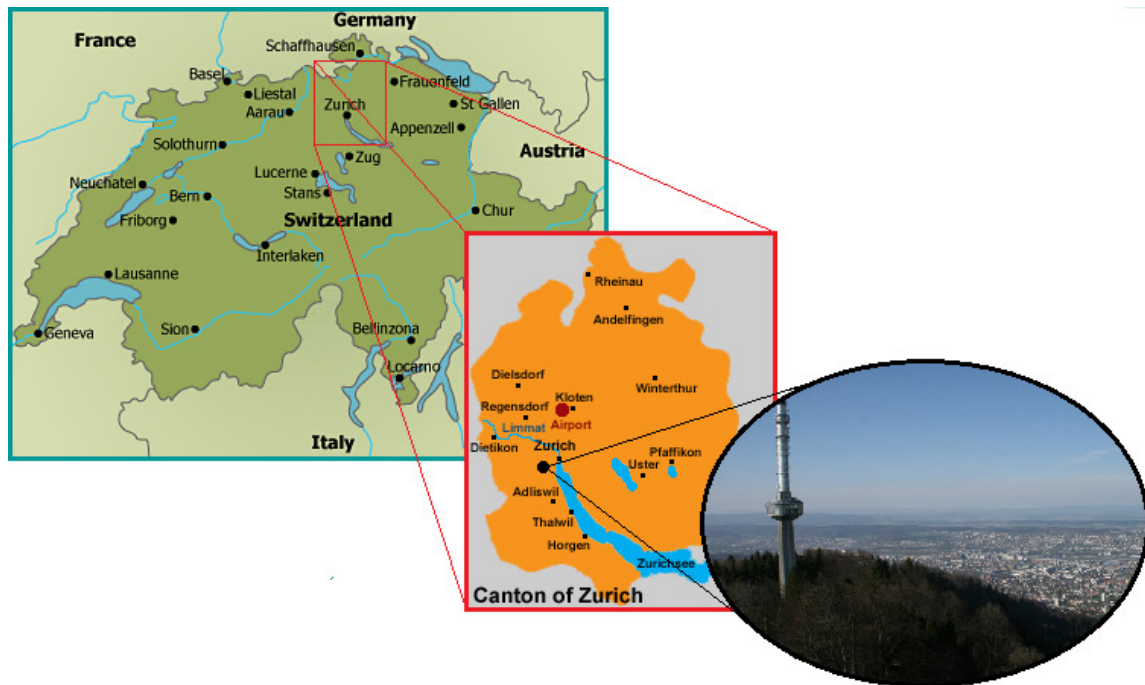 Germany
France
Schaffhausen
Basel
Frauenfeld
Liestal
Zurich
St Gallen
Aarau
Appenzell
Solothurn
Austria
Zug
Lucerne
Neuchatel
Bern
Stans
Chur
Friborg
Switzerland
Interlaken
Lausanne
Sion
Geneva
Bellinzona
Locarno
Italy
Rheinau
Andelfingen
Dielsdorf
Winterthur
Kloten
Regensdorf
Airport
Limmat
Dietikon
Zurich
Pfaffikon
Uster
Adliswil
Thalwil
Horgen
Zurichsee
Canton of Zurich